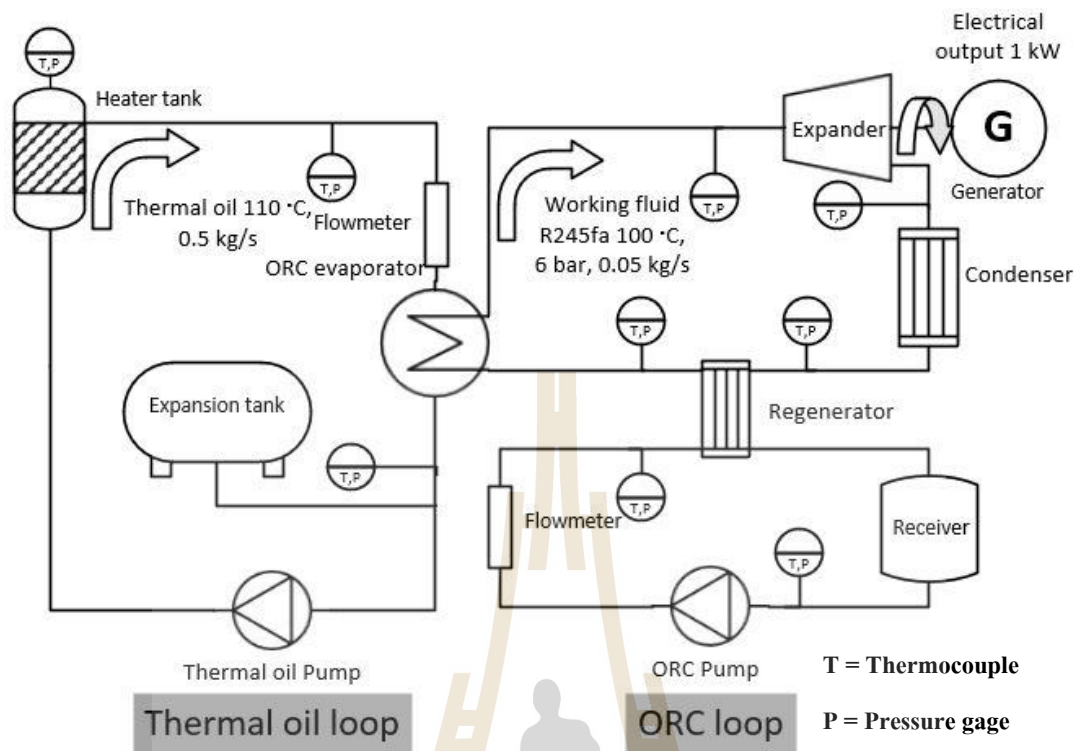 Electrical
output 1 kW
T,P
Heater tank
Expander
G
Generator
T,P
T,P
T,P
Thermal oil 110 °C,
0.5 kg/s
Flowmeter
ORC evaporator
Working fluid
R245fa 100 °C,
6 bar, 0.05 kg/s
Condenser
T,P
T,P
Expansion tank
Regenerator
T,P
T,P
Flowmeter
Receiver
T,P
Thermal oil Pump
ORC Pump
T = Thermocouple
P = Pressure gage
Thermal oil loop
ORC loop